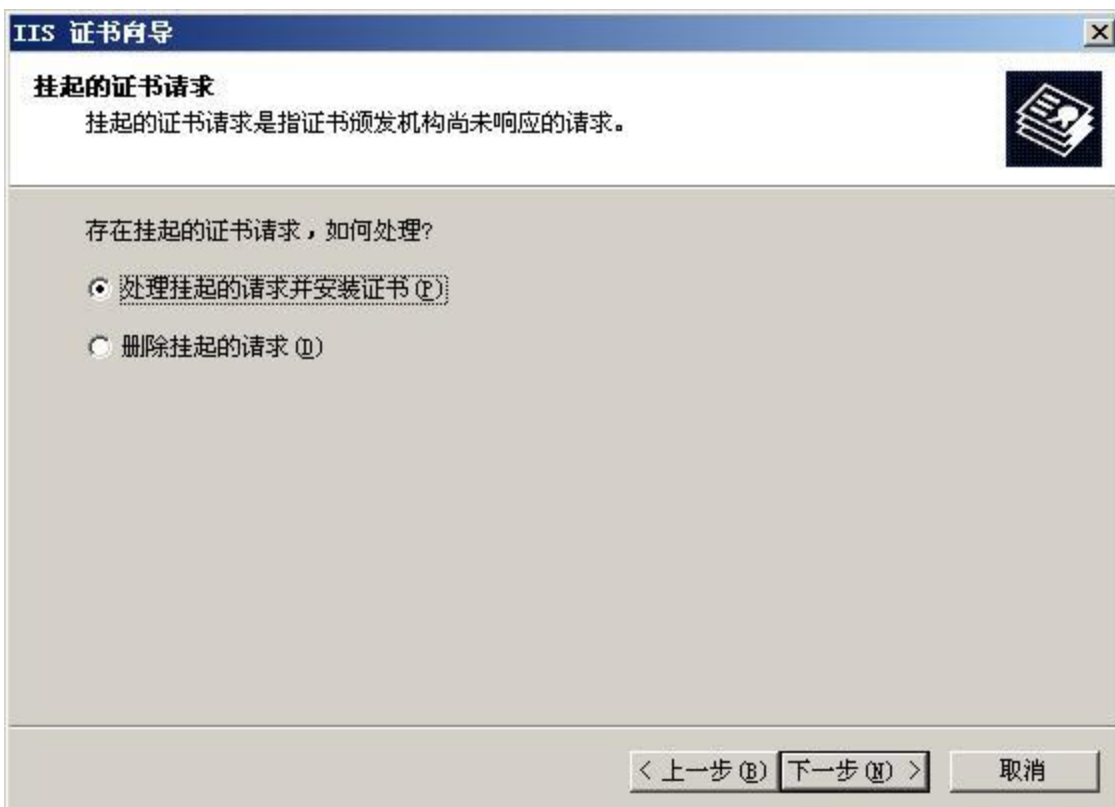 IIS 证书向导
挂起的证书请求
挂起的证书请求是指证书颁发机构尚未响应的请求。
存在挂起的证书请求，如何处理?
处理挂起的请求并安装证书(P)
删除挂起的请求(D)
< 上一步(B) 下一步(N) > 取消